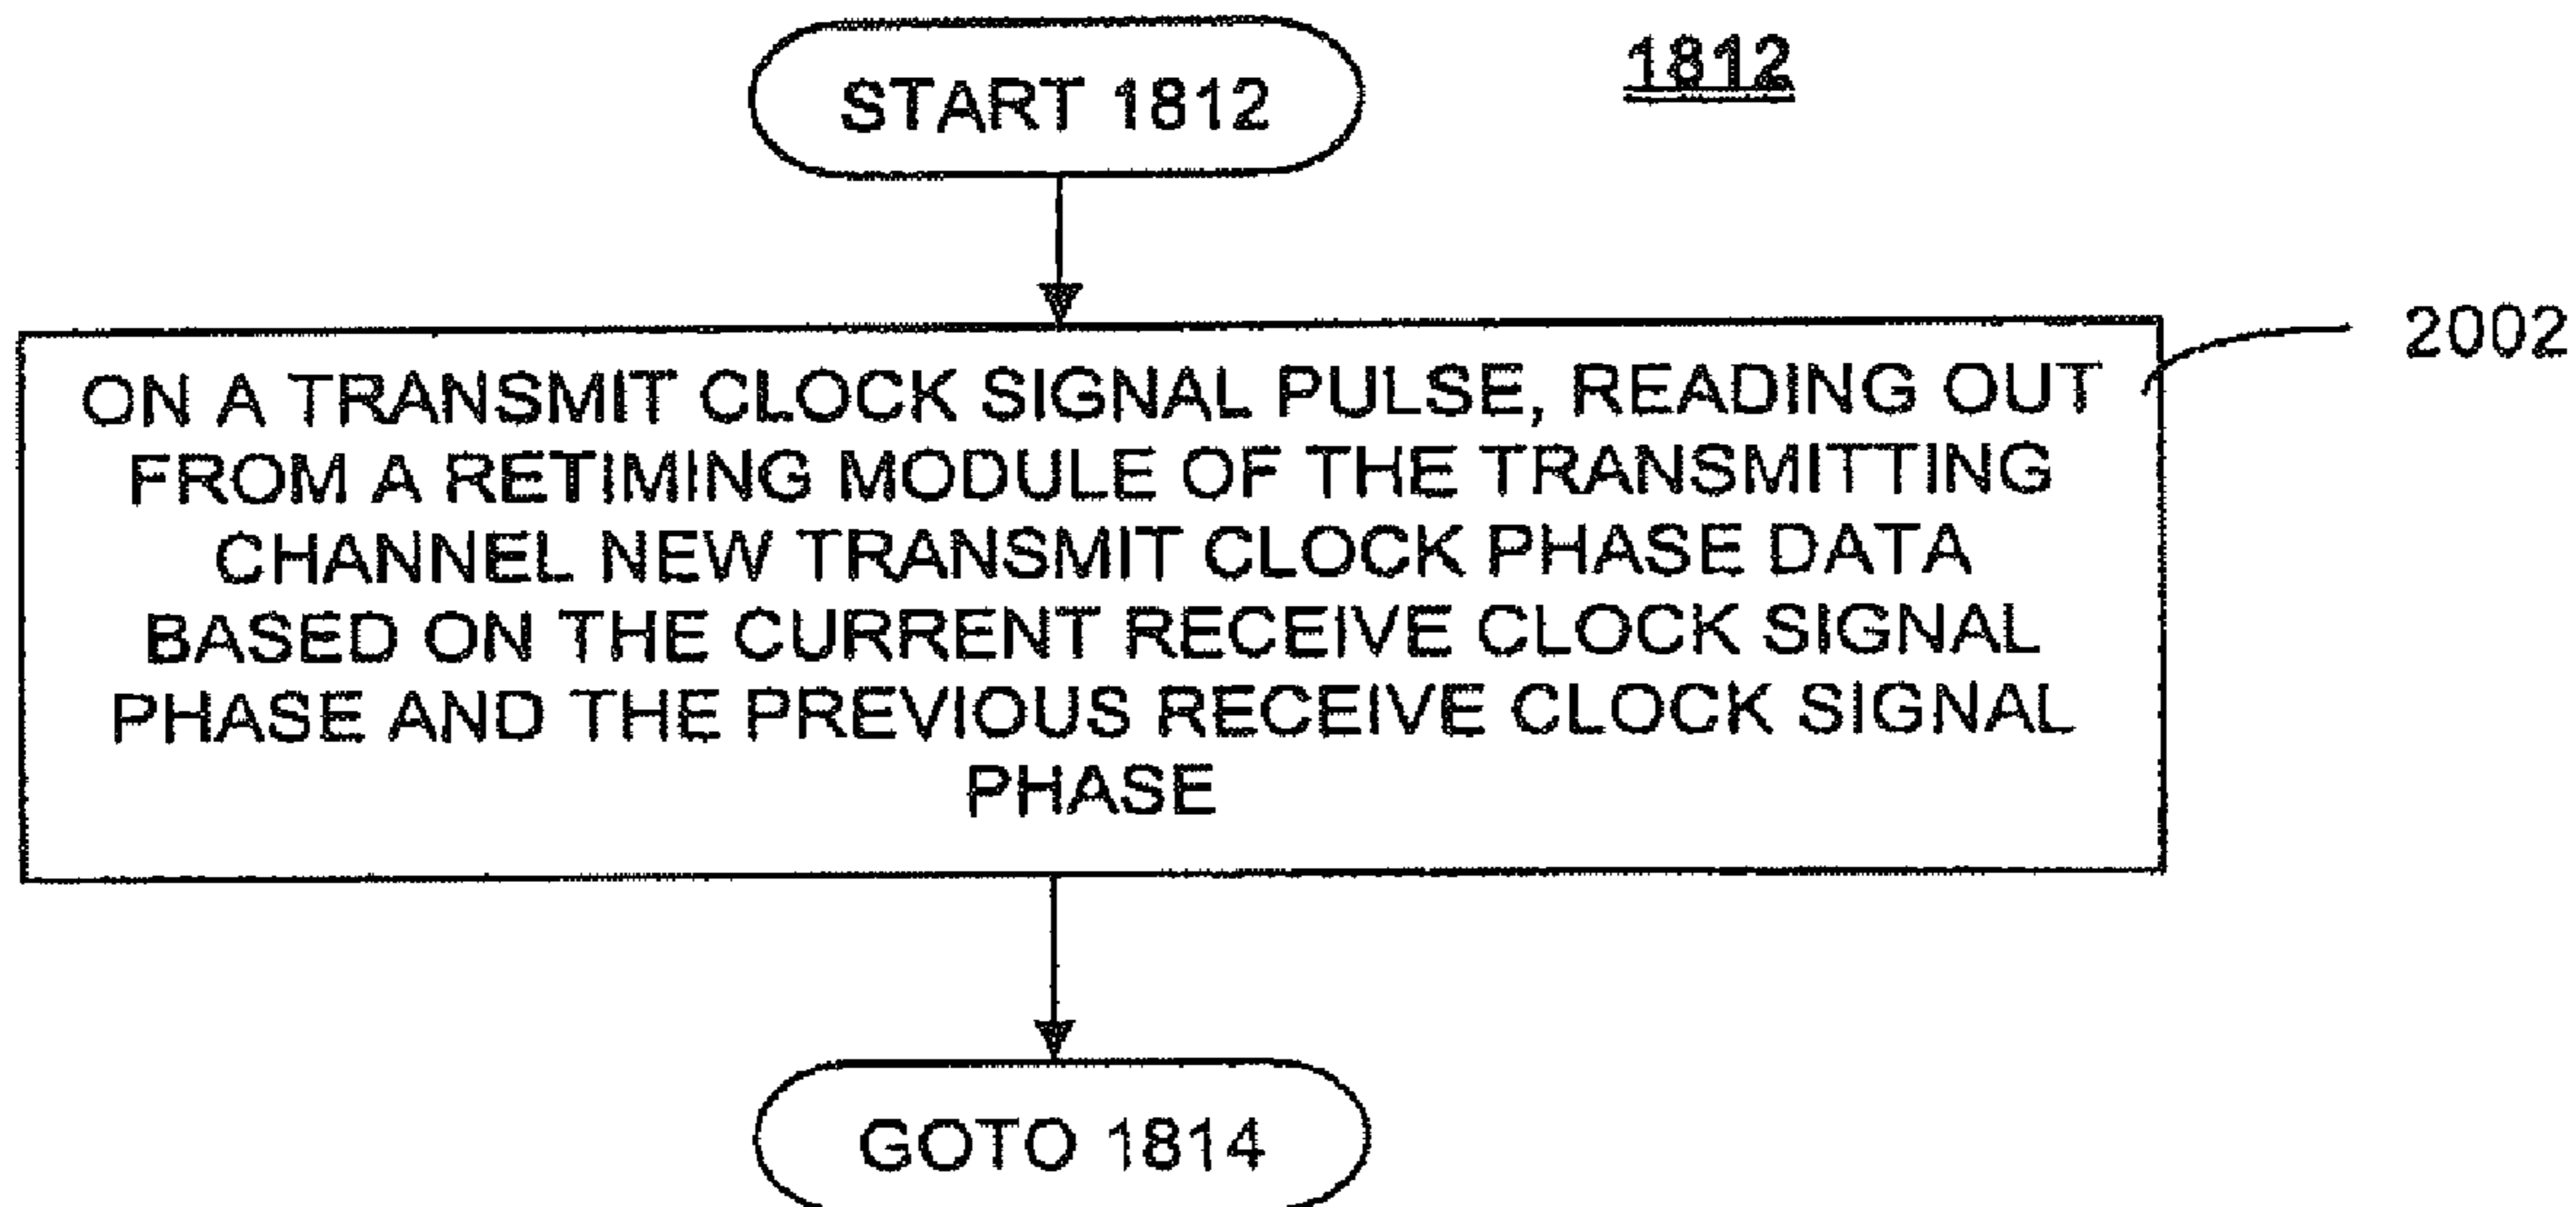 START 1812
1812
2002
ON A TRANSMIT CLOCK SIGNAL PULSE, READING OUT
FROM A RETIMING MODULE OF THE TRANSMITTING
CHANNEL NEW TRANSMIT CLOCK PHASE DATA
BASED ON THE CURRENT RECEIVE CLOCK SIGNAL
PHASE AND THE PREVIOUS RECEIVE CLOCK SIGNAL
PHASE
GOTO 1814